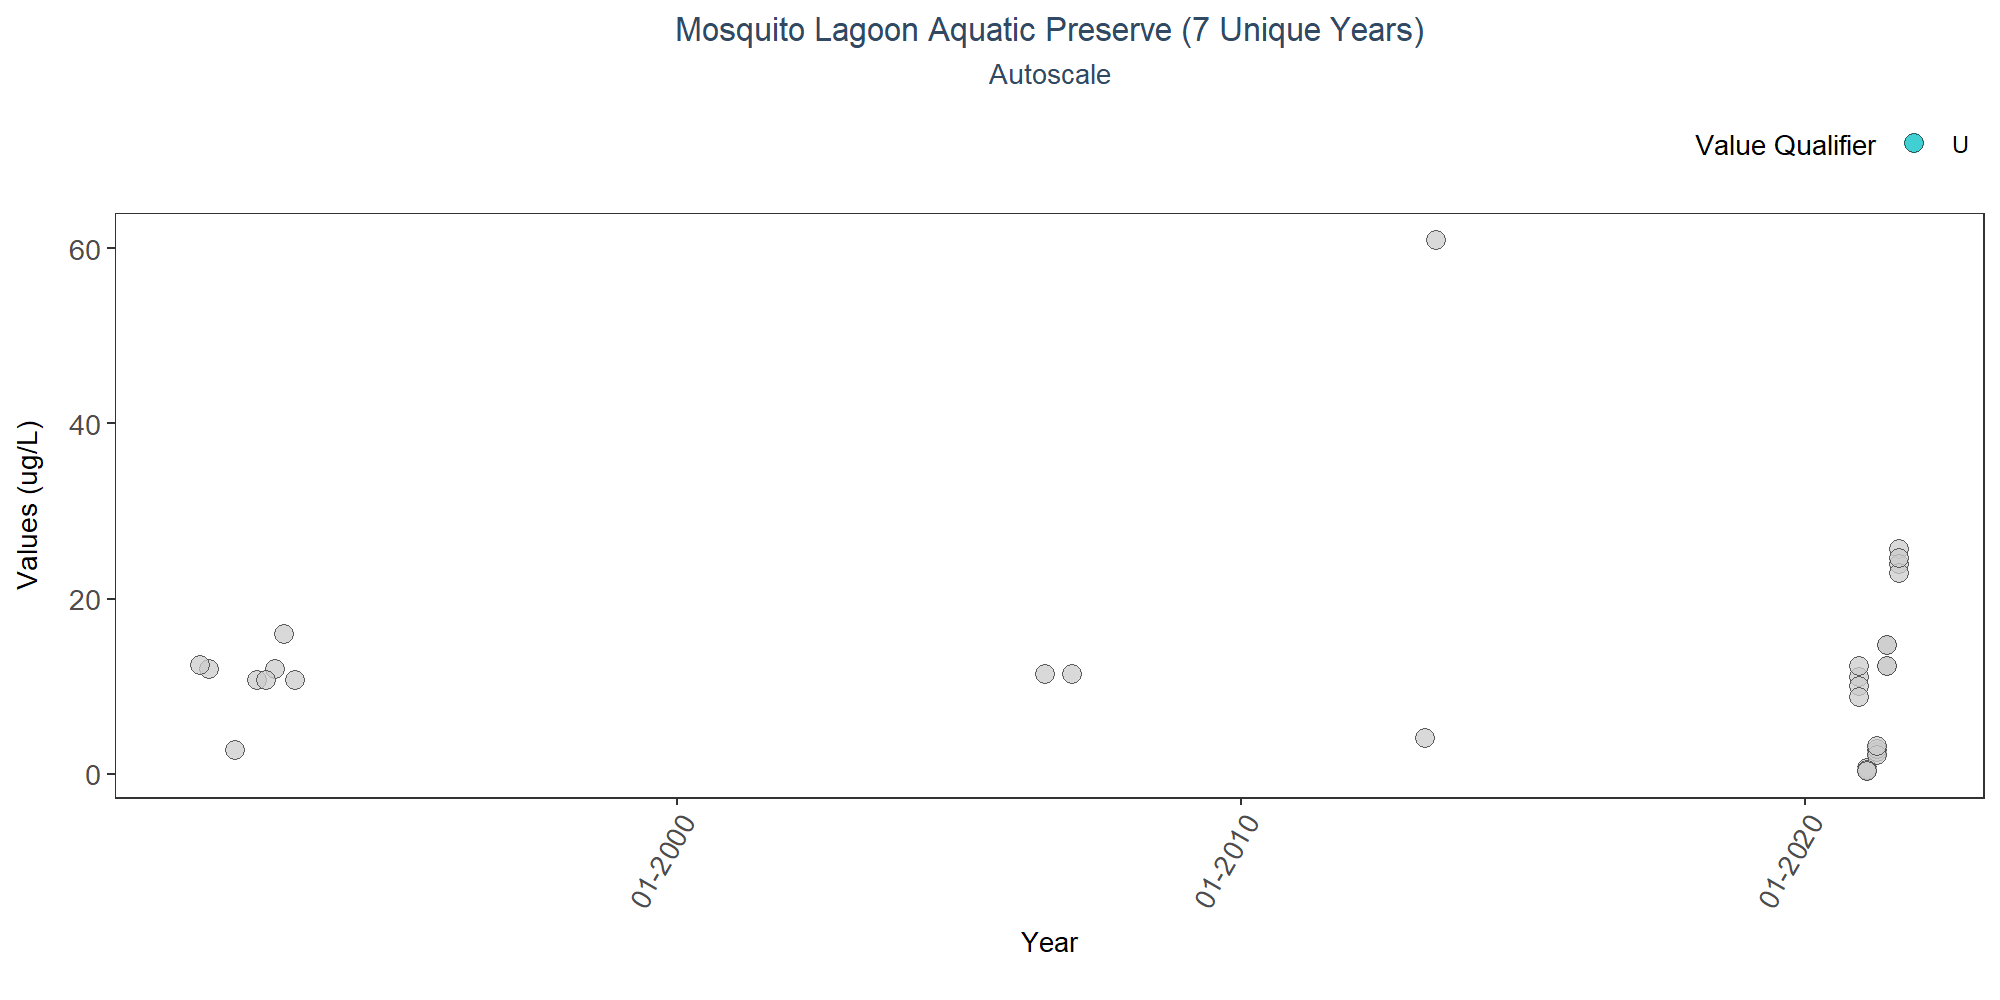 Mosquito Lagoon Aquatic Preserve (7 Unique Years)
Autoscale
Value Qualifier U
Values (ug/L)
60
40
20
0
01-2000 01-2010 01-2020
Year